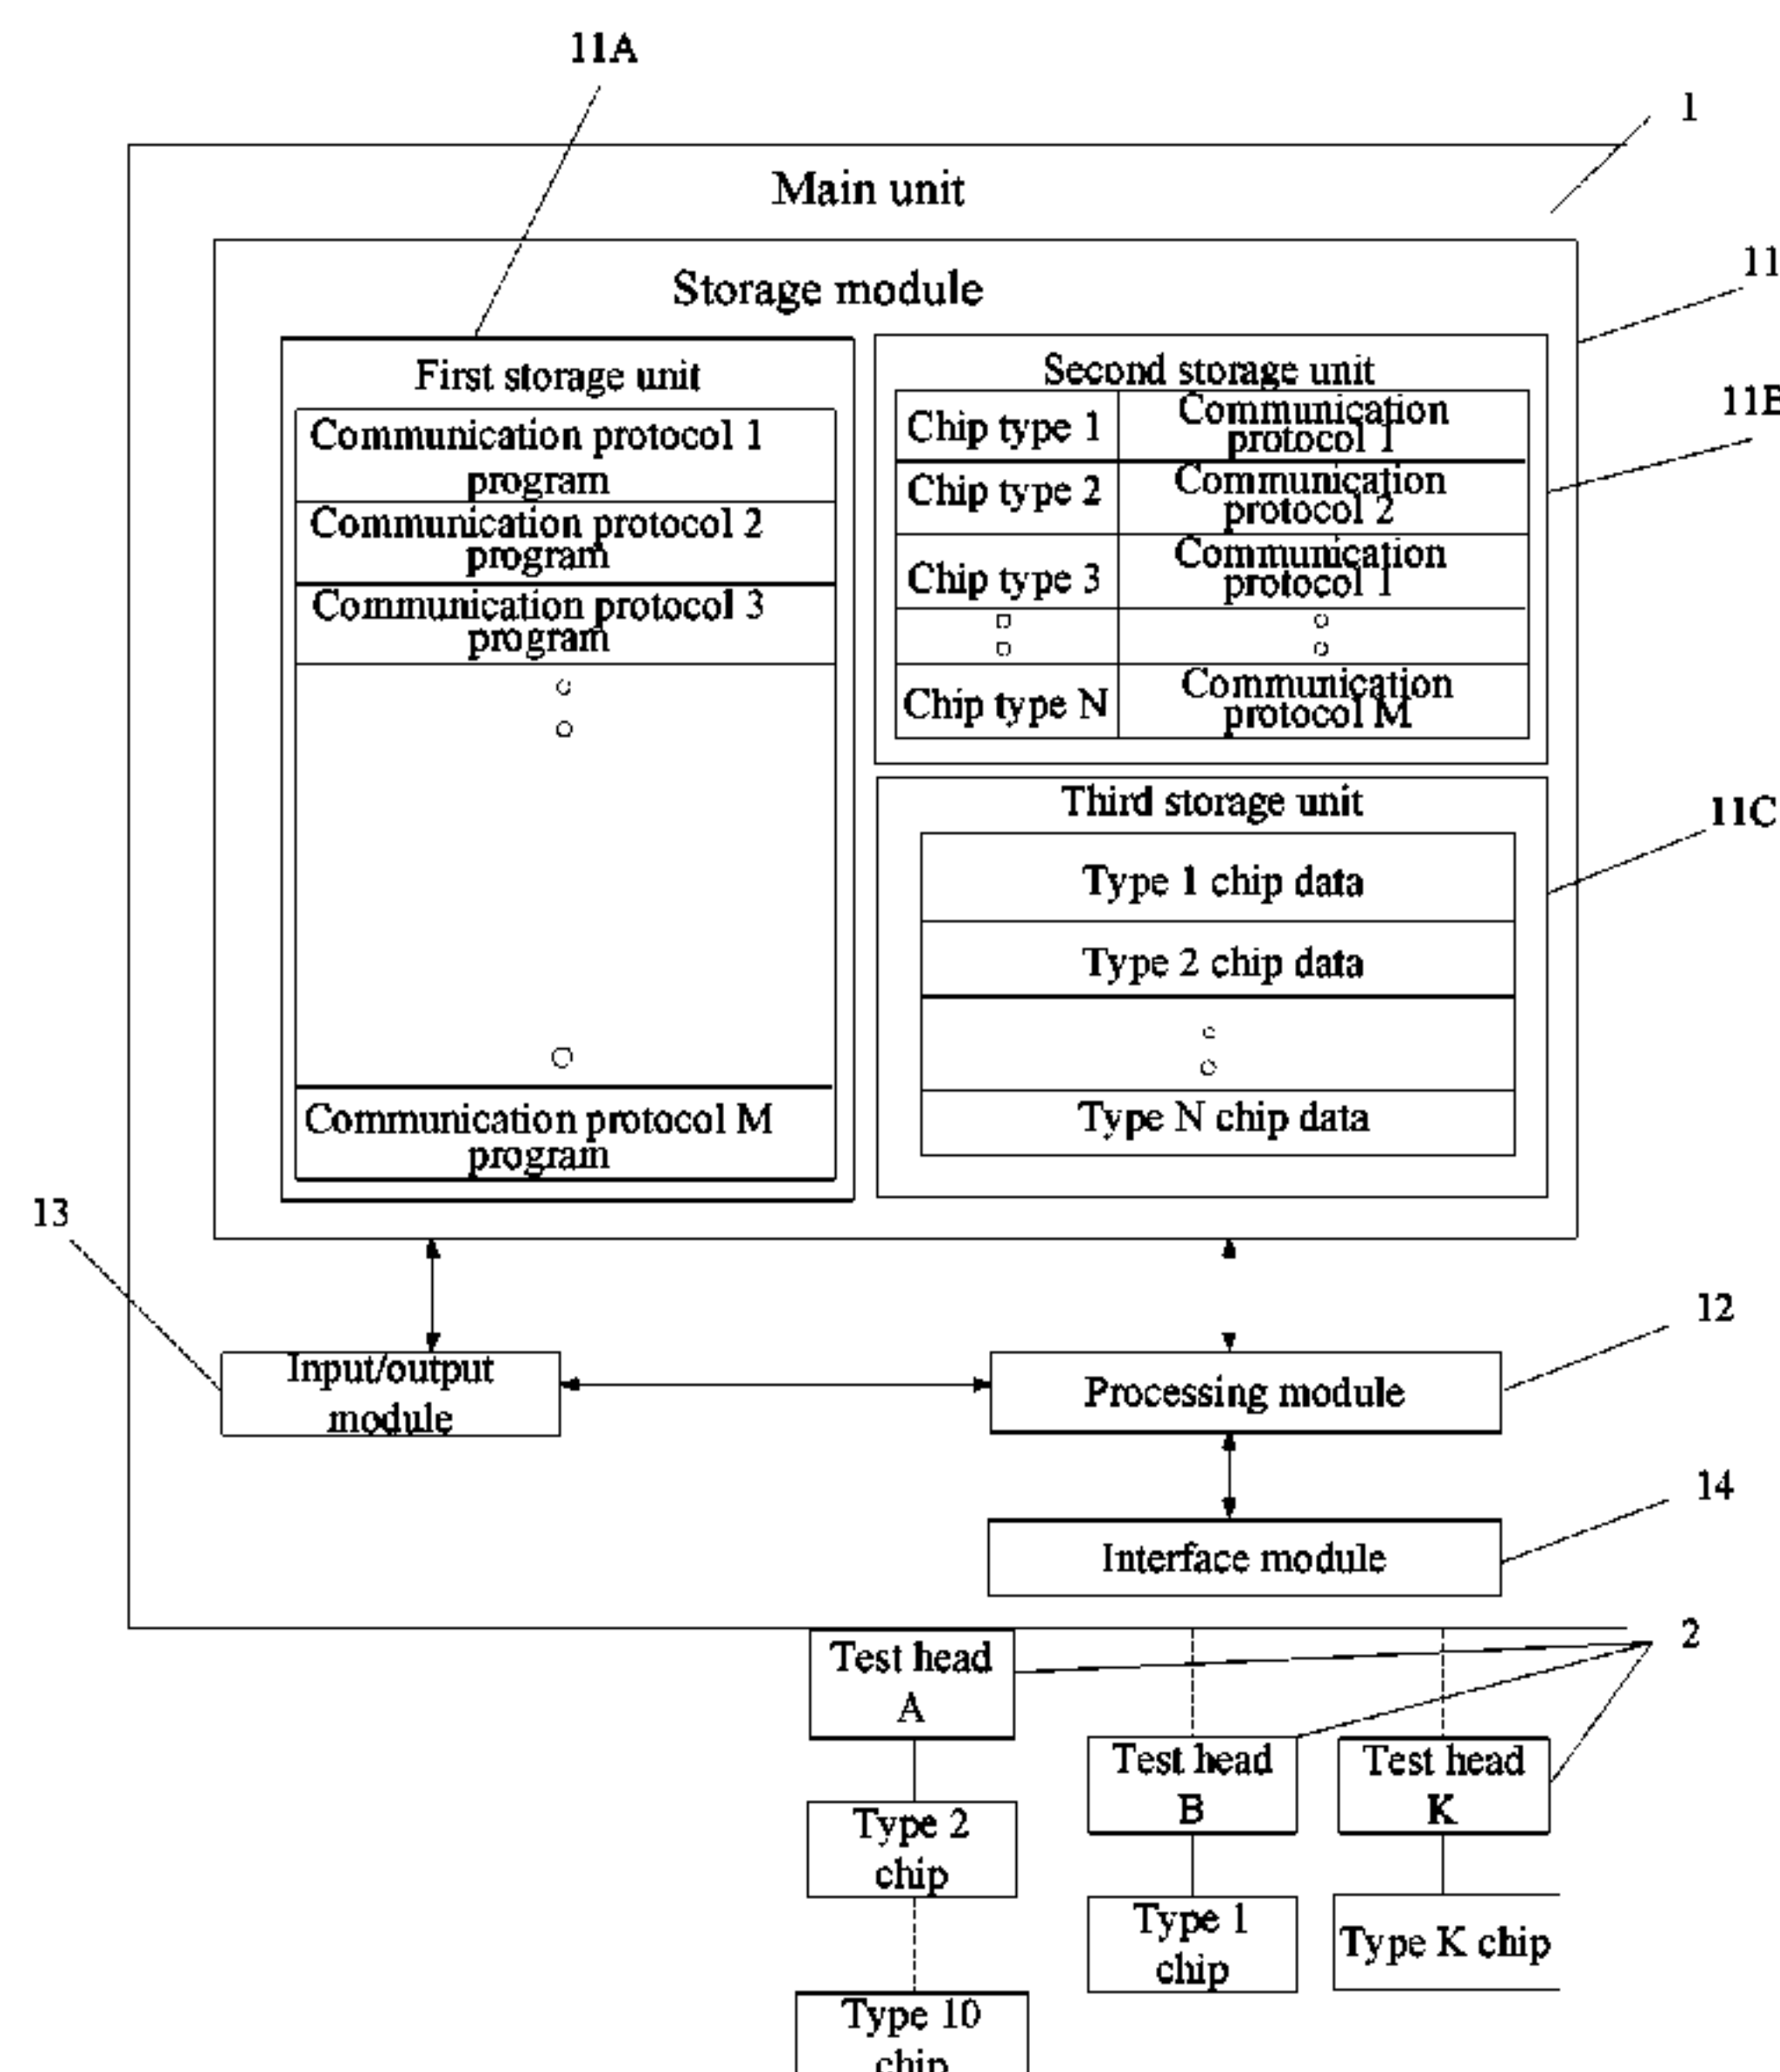 11A
1
Main unit
Storage module
11
First storage unit
Communication protocol 1
program
Communication protocol 2
program
Communication protocol 3
program
Communication protocol M
program
Second storage unit
Chip type 1
Communication
protocol 1
Chip type 2
Communication
protocol 2
Chip type 3
Communication
protocol 1
Chip type N
Communication
protocol M
11B
Third storage unit
Type 1 chip data
Type 2 chip data
Type N chip data
11C
13
Input/output
module
Processing module
12
Interface module
14
2
Test head
A
Test head
B
Test head
K
Type 2
chip
Type 1
chip
Type K chip
Type 10
chip